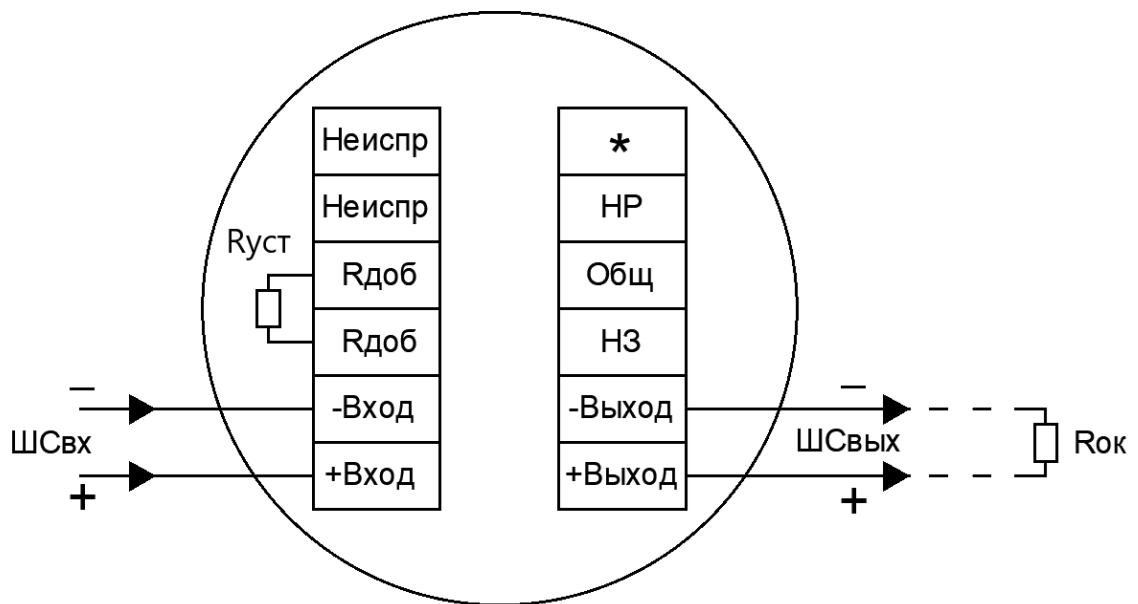 Неиспр
Неиспр
Rуст
Rдоб
Rдоб
-Вход
+Вход
−
ШСвх
+
*
НР
Общ
НЗ
-Выход
+Выход
−
ШСвых
+
Rок